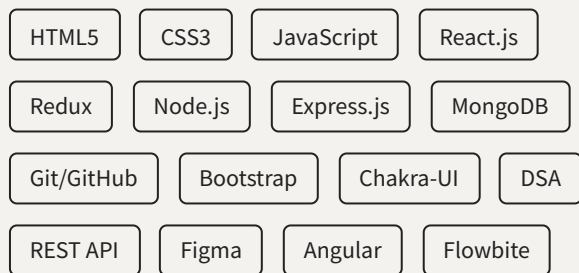 HTML5 CSS3 JavaScript React.js
Redux Node.js Express.js MongoDB
Git/GitHub Bootstrap Chakra-UI DSA
REST API Figma Angular Flowbite